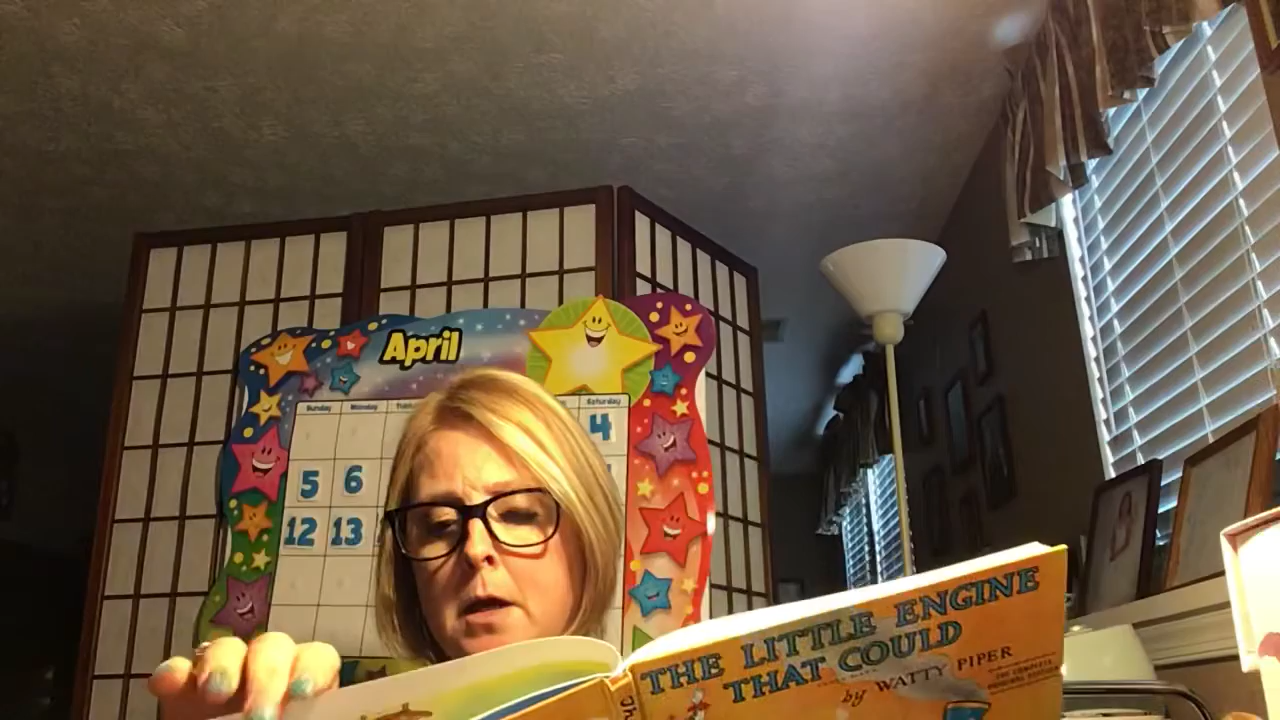 April
Sunday Monday Saturday
4
5 6
12 13
THE LITTLE ENGINE
THAT COULD
by WATTY PIPER
THE COMPLETE
ORIGINAL EDITION
Th